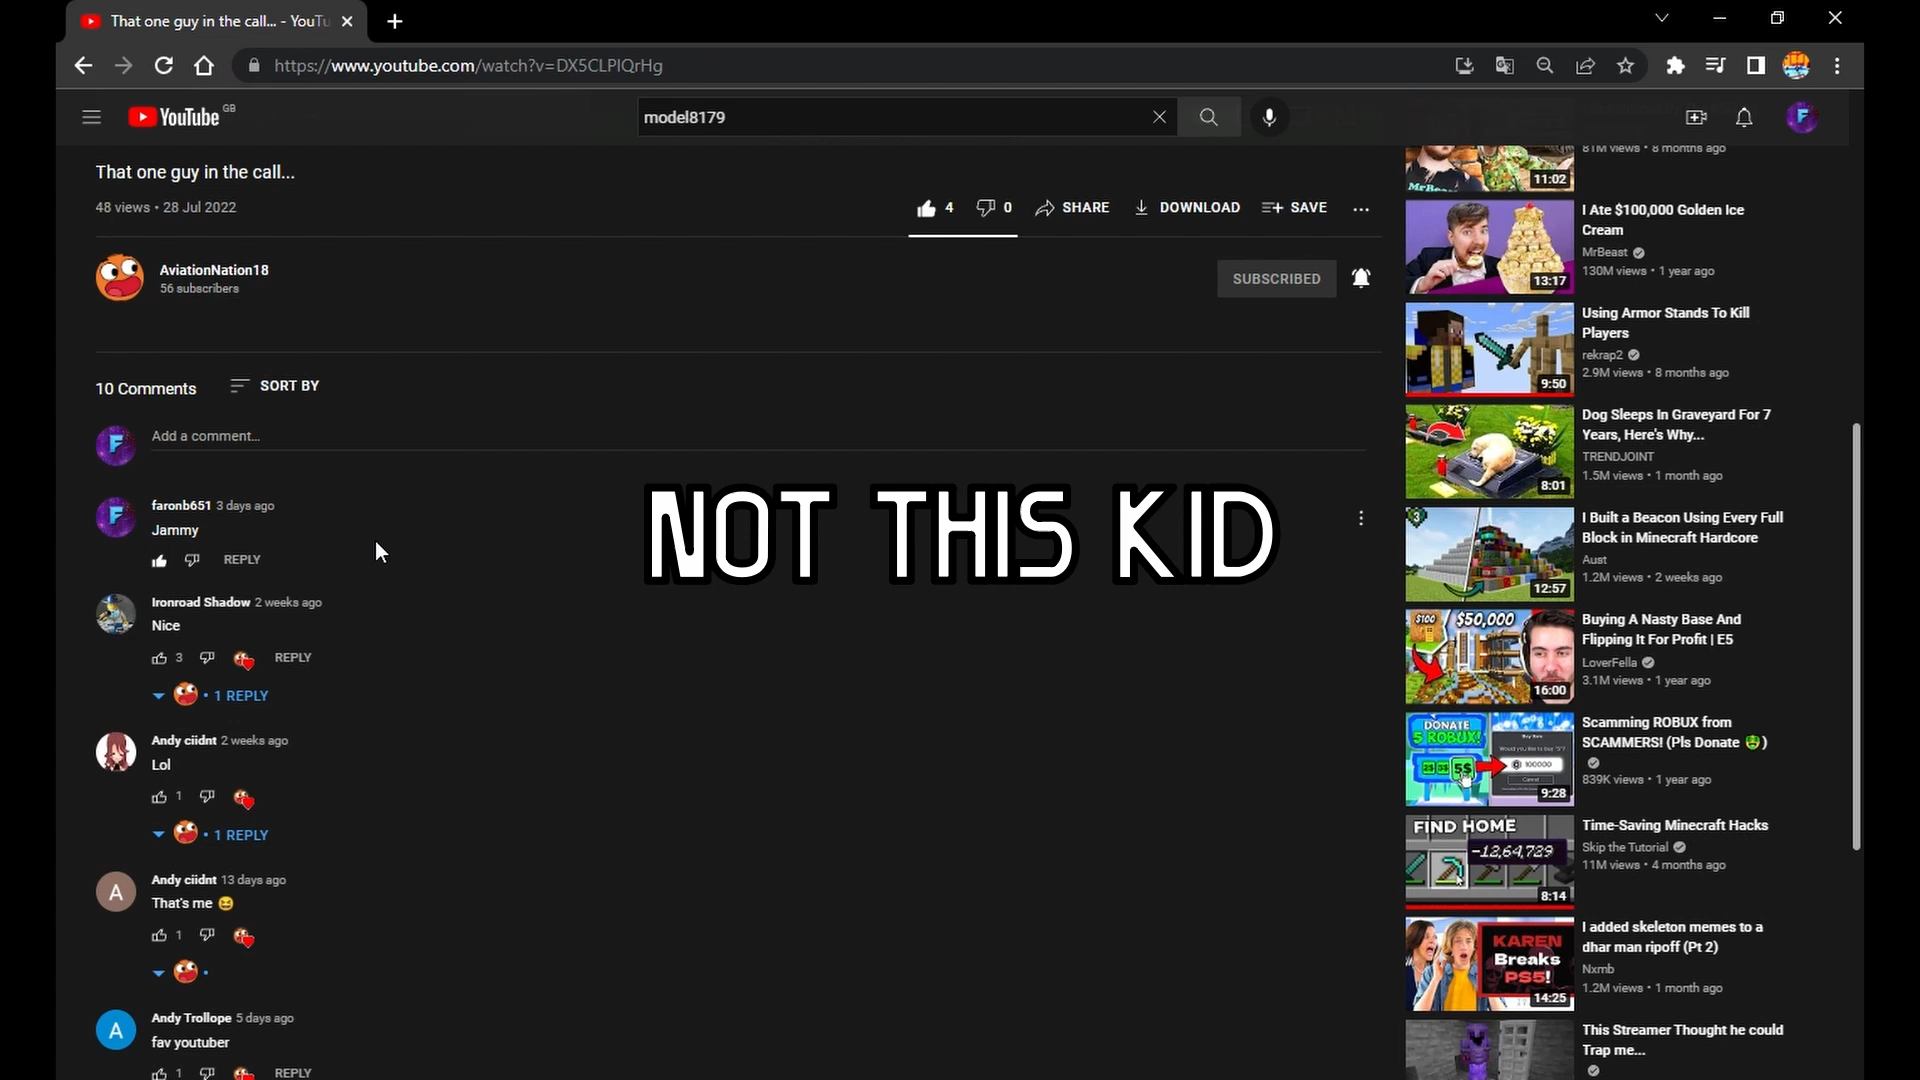 That one guy in the call... - YouTu
https://www.youtube.com/watch?v=DX5CLPIQrHg
YouTube GB
model8179
That one guy in the call...
48 views • 28 Jul 2022
4
0
SHARE
DOWNLOAD
SAVE
AviationNation18
56 subscribers
SUBSCRIBED
10 Comments
SORT BY
Add a comment...
faronb651 3 days ago
Jammy
REPLY
NOT THIS KID
Ironroad Shadow 2 weeks ago
Nice
3
REPLY
• 1 REPLY
Andy ciidnt 2 weeks ago
Lol
1
• 1 REPLY
Andy ciidnt 13 days ago
That's me 😆
1
•
Andy Trollope 5 days ago
fav youtuber
1
REPLY
81M views • 8 months ago
11:02
I Ate $100,000 Golden Ice
Cream
MrBeast
130M views • 1 year ago
13:17
Using Armor Stands To Kill
Players
rekrap2
2.9M views • 8 months ago
9:50
Dog Sleeps In Graveyard For 7
Years, Here's Why...
TRENDJOINT
1.5M views • 1 month ago
8:01
I Built a Beacon Using Every Full
Block in Minecraft Hardcore
Aust
1.2M views • 2 weeks ago
3
12:57
Buying A Nasty Base And
Flipping It For Profit | E5
LoverFella
3.1M views • 1 year ago
$100
$50,000
16:00
Scamming ROBUX from
SCAMMERS! (Pls Donate 🤑)
839K views • 1 year ago
DONATE
5 ROBUX!
5$
100000
9:28
Time-Saving Minecraft Hacks
Skip the Tutorial
11M views • 4 months ago
FIND HOME
-12,64,729
8:14
I added skeleton memes to a
dhar man ripoff (Pt 2)
Nxmb
1.2M views • 1 month ago
KAREN
Breaks
PS5!
14:25
This Streamer Thought he could
Trap me...